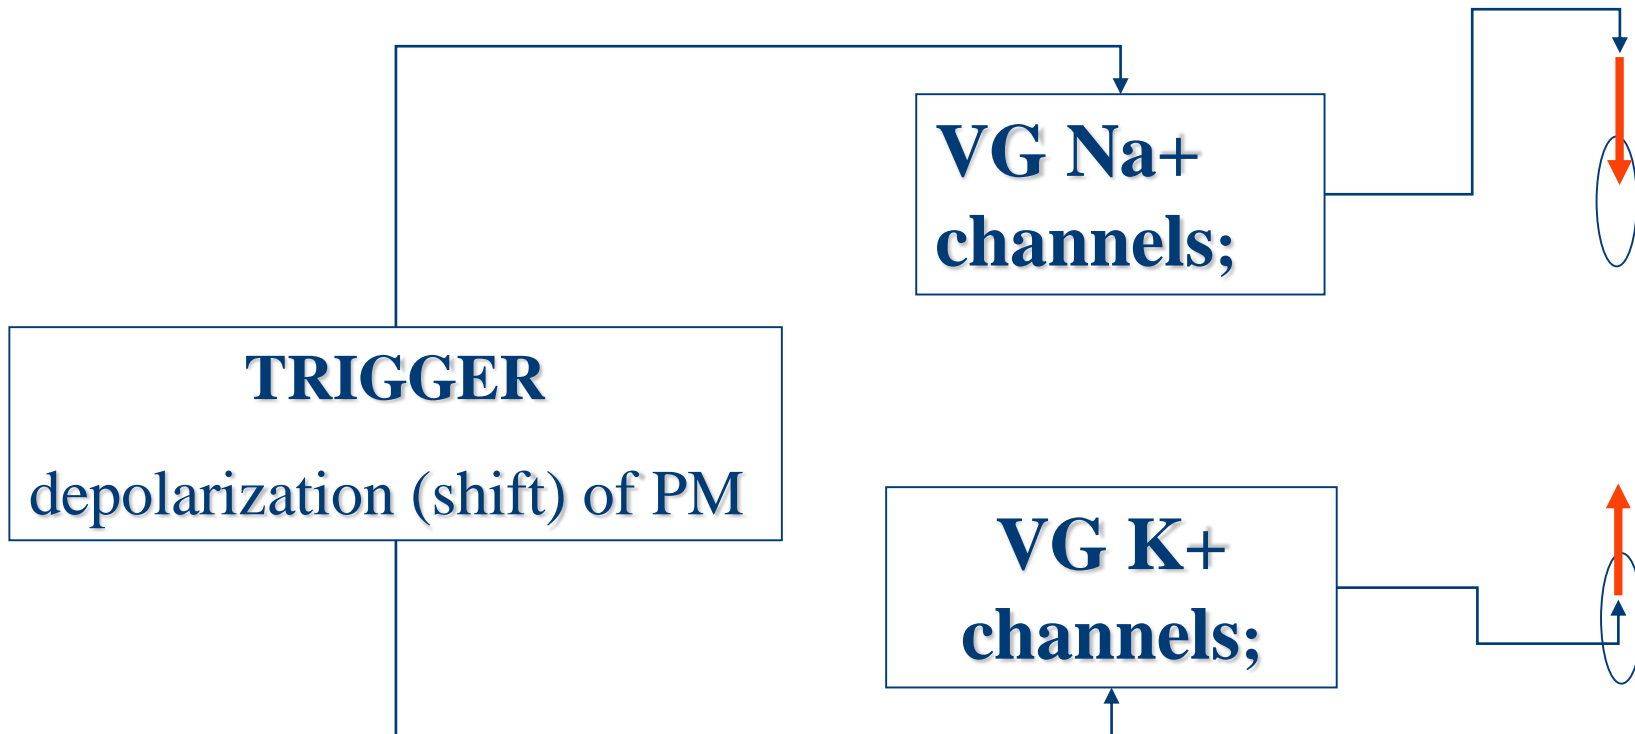 VG Na+
channels;
TRIGGER
depolarization (shift) of PM
VG K+
channels;